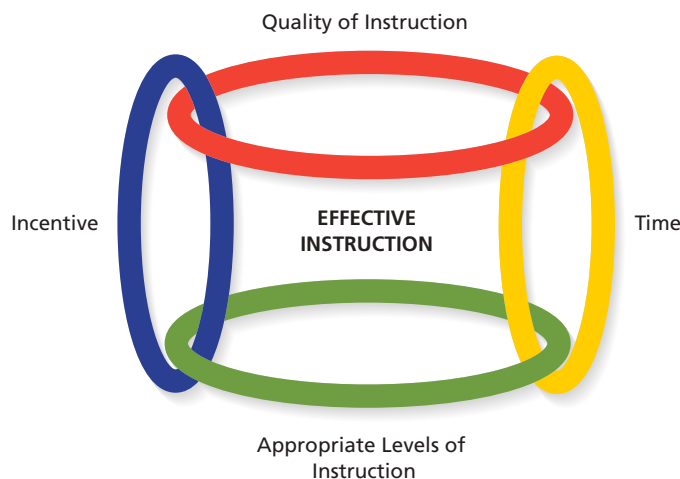 Quality of Instruction
Incentive
EFFECTIVE
INSTRUCTION
Time
Appropriate Levels of
Instruction